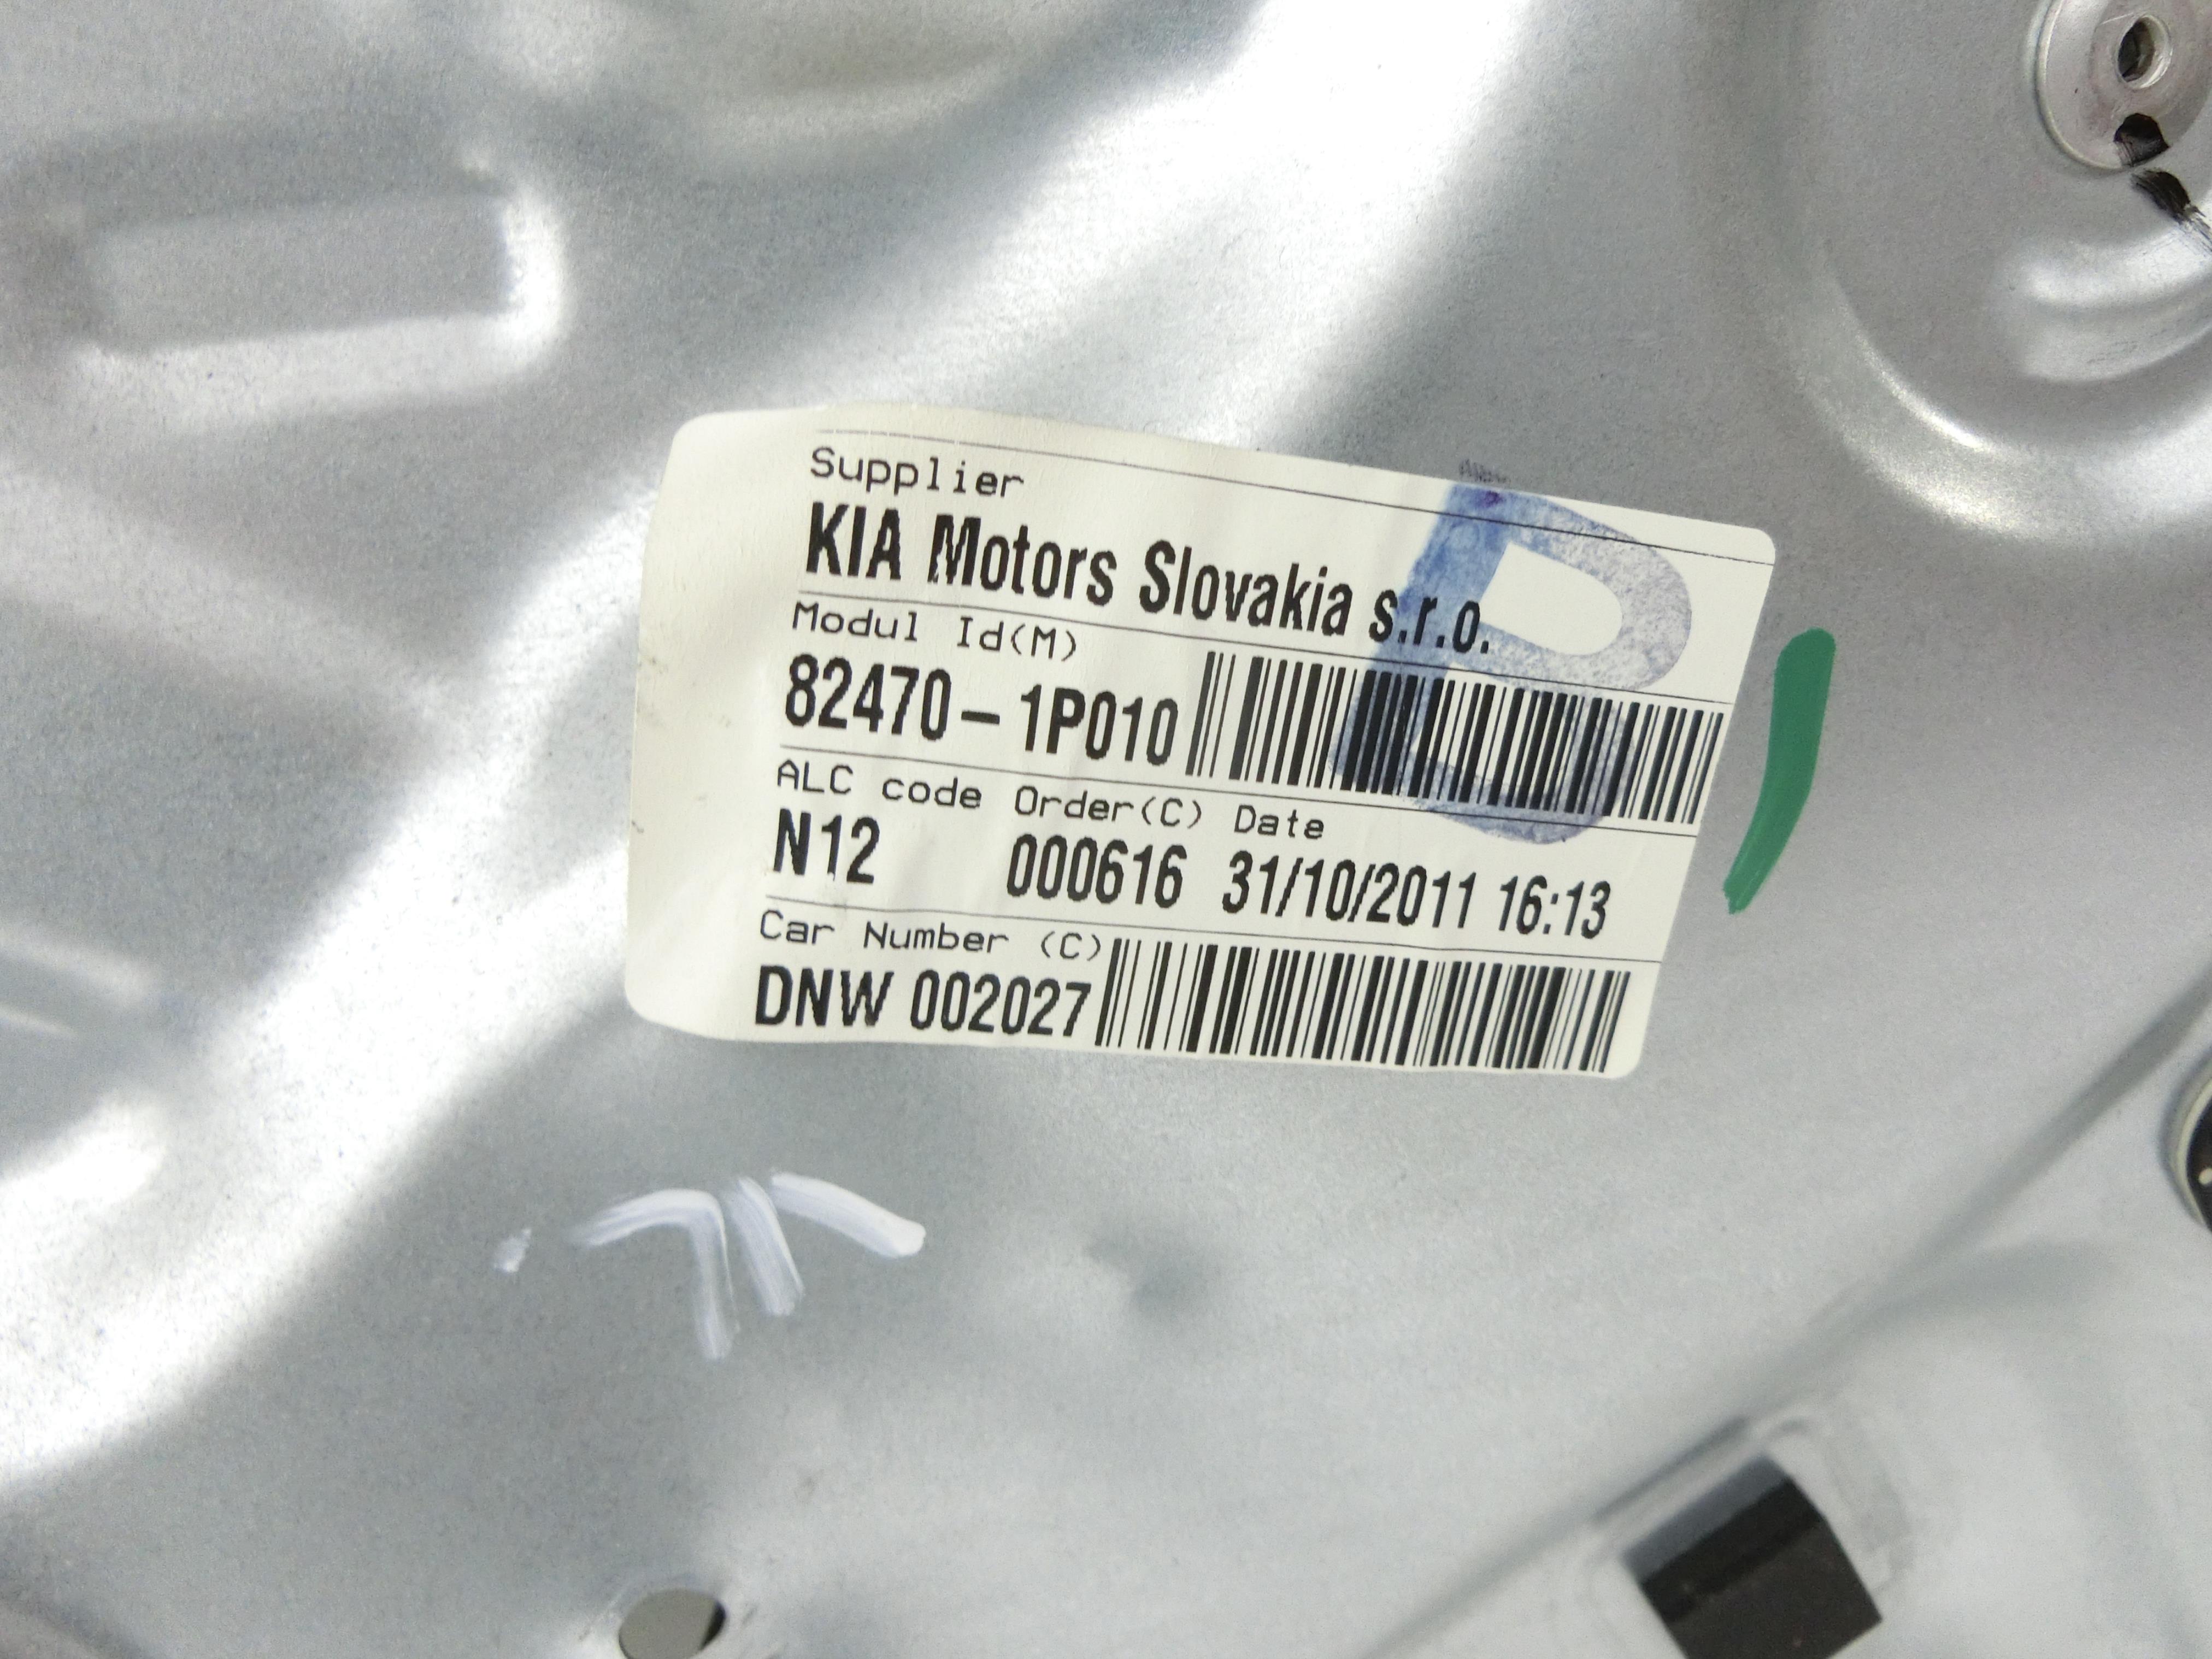 Supplier
KIA Motors Slovakia s.r.o.
Modul Id(M)
82470-1P010
ALC code Order(C) Date
N12 000616 31/10/2011 16:13
Car Number (C)
DNW 002027